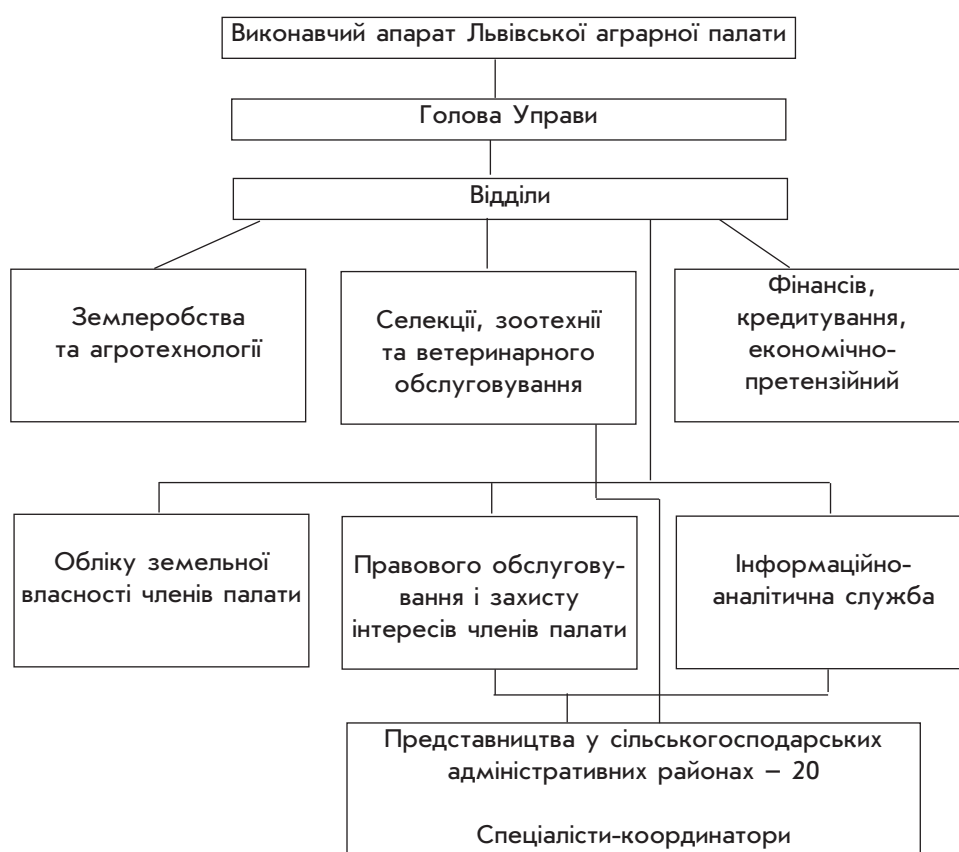 Виконавчий апарат Львівської аграрної палати
Голова Управи
Відділи
Землеробства
та агротехнології
Селекції, зоотехнії
та ветеринарного
обслуговування
Фінансів,
кредитування,
економічно-
претензійний
Обліку земельної
власності членів палати
Правового обслугову-
вання і захисту
інтересів членів палати
Інформаційно-
аналітична служба
Представництва у сільськогосподарських
адміністративних районах – 20
Спеціалісти-координатори